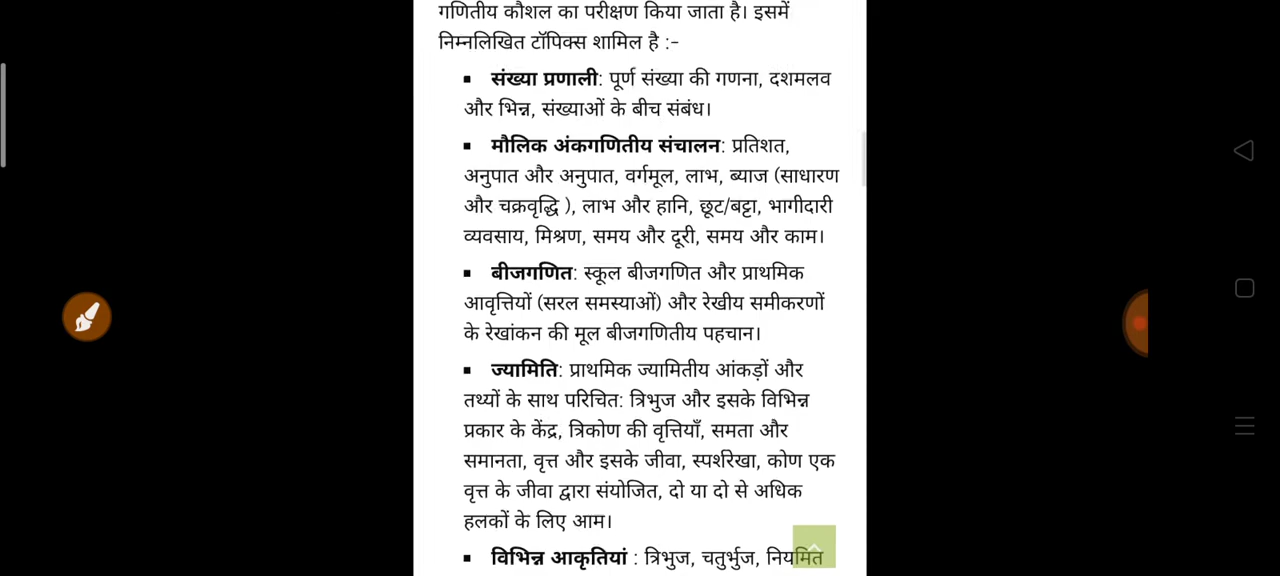 गणितीय कौशल का परीक्षण किया जाता है। इसमें
निम्नलिखित टॉपिक्स शामिल है :-
▪ संख्या प्रणाली: पूर्ण संख्या की गणना, दशमलव
और भिन्न, संख्याओं के बीच संबंध।
▪ मौलिक अंकगणितीय संचालन: प्रतिशत,
अनुपात और अनुपात, वर्गमूल, लाभ, ब्याज (साधारण
और चक्रवृद्धि ), लाभ और हानि, छूट/बट्टा, भागीदारी
व्यवसाय, मिश्रण, समय और दूरी, समय और काम।
▪ बीजगणित: स्कूल बीजगणित और प्राथमिक
आवृत्तियों (सरल समस्याओं) और रेखीय समीकरणों
के रेखांकन की मूल बीजगणितीय पहचान।
▪ ज्यामिति: प्राथमिक ज्यामितीय आंकड़ों और
तथ्यों के साथ परिचित: त्रिभुज और इसके विभिन्न
प्रकार के केंद्र, त्रिकोण की वृत्तियाँ, समता और
समानता, वृत्त और इसके जीवा, स्पर्शरेखा, कोण एक
वृत्त के जीवा द्वारा संयोजित, दो या दो से अधिक
हलकों के लिए आम।
▪ विभिन्न आकृतियां : त्रिभुज, चतुर्भुज, नियमित